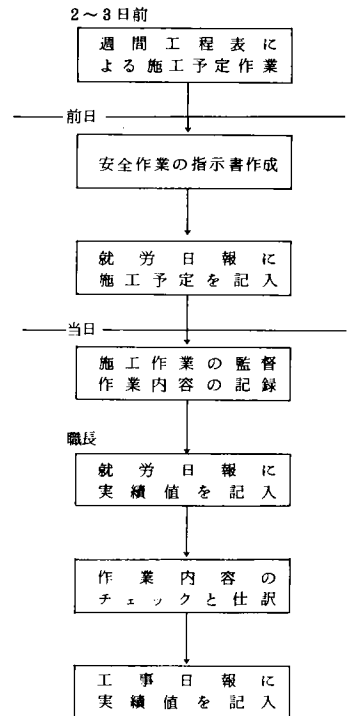 2～3日前
週間工程表に
よる施工予定作業
前日
安全作業の指示書作成
就労日報に
施工予定を記入
当日
施工作業の監督
作業内容の記録
職長
就労日報に
実績値を記入
作業内容の
チェックと仕訳
工事日報に
実績値を記入